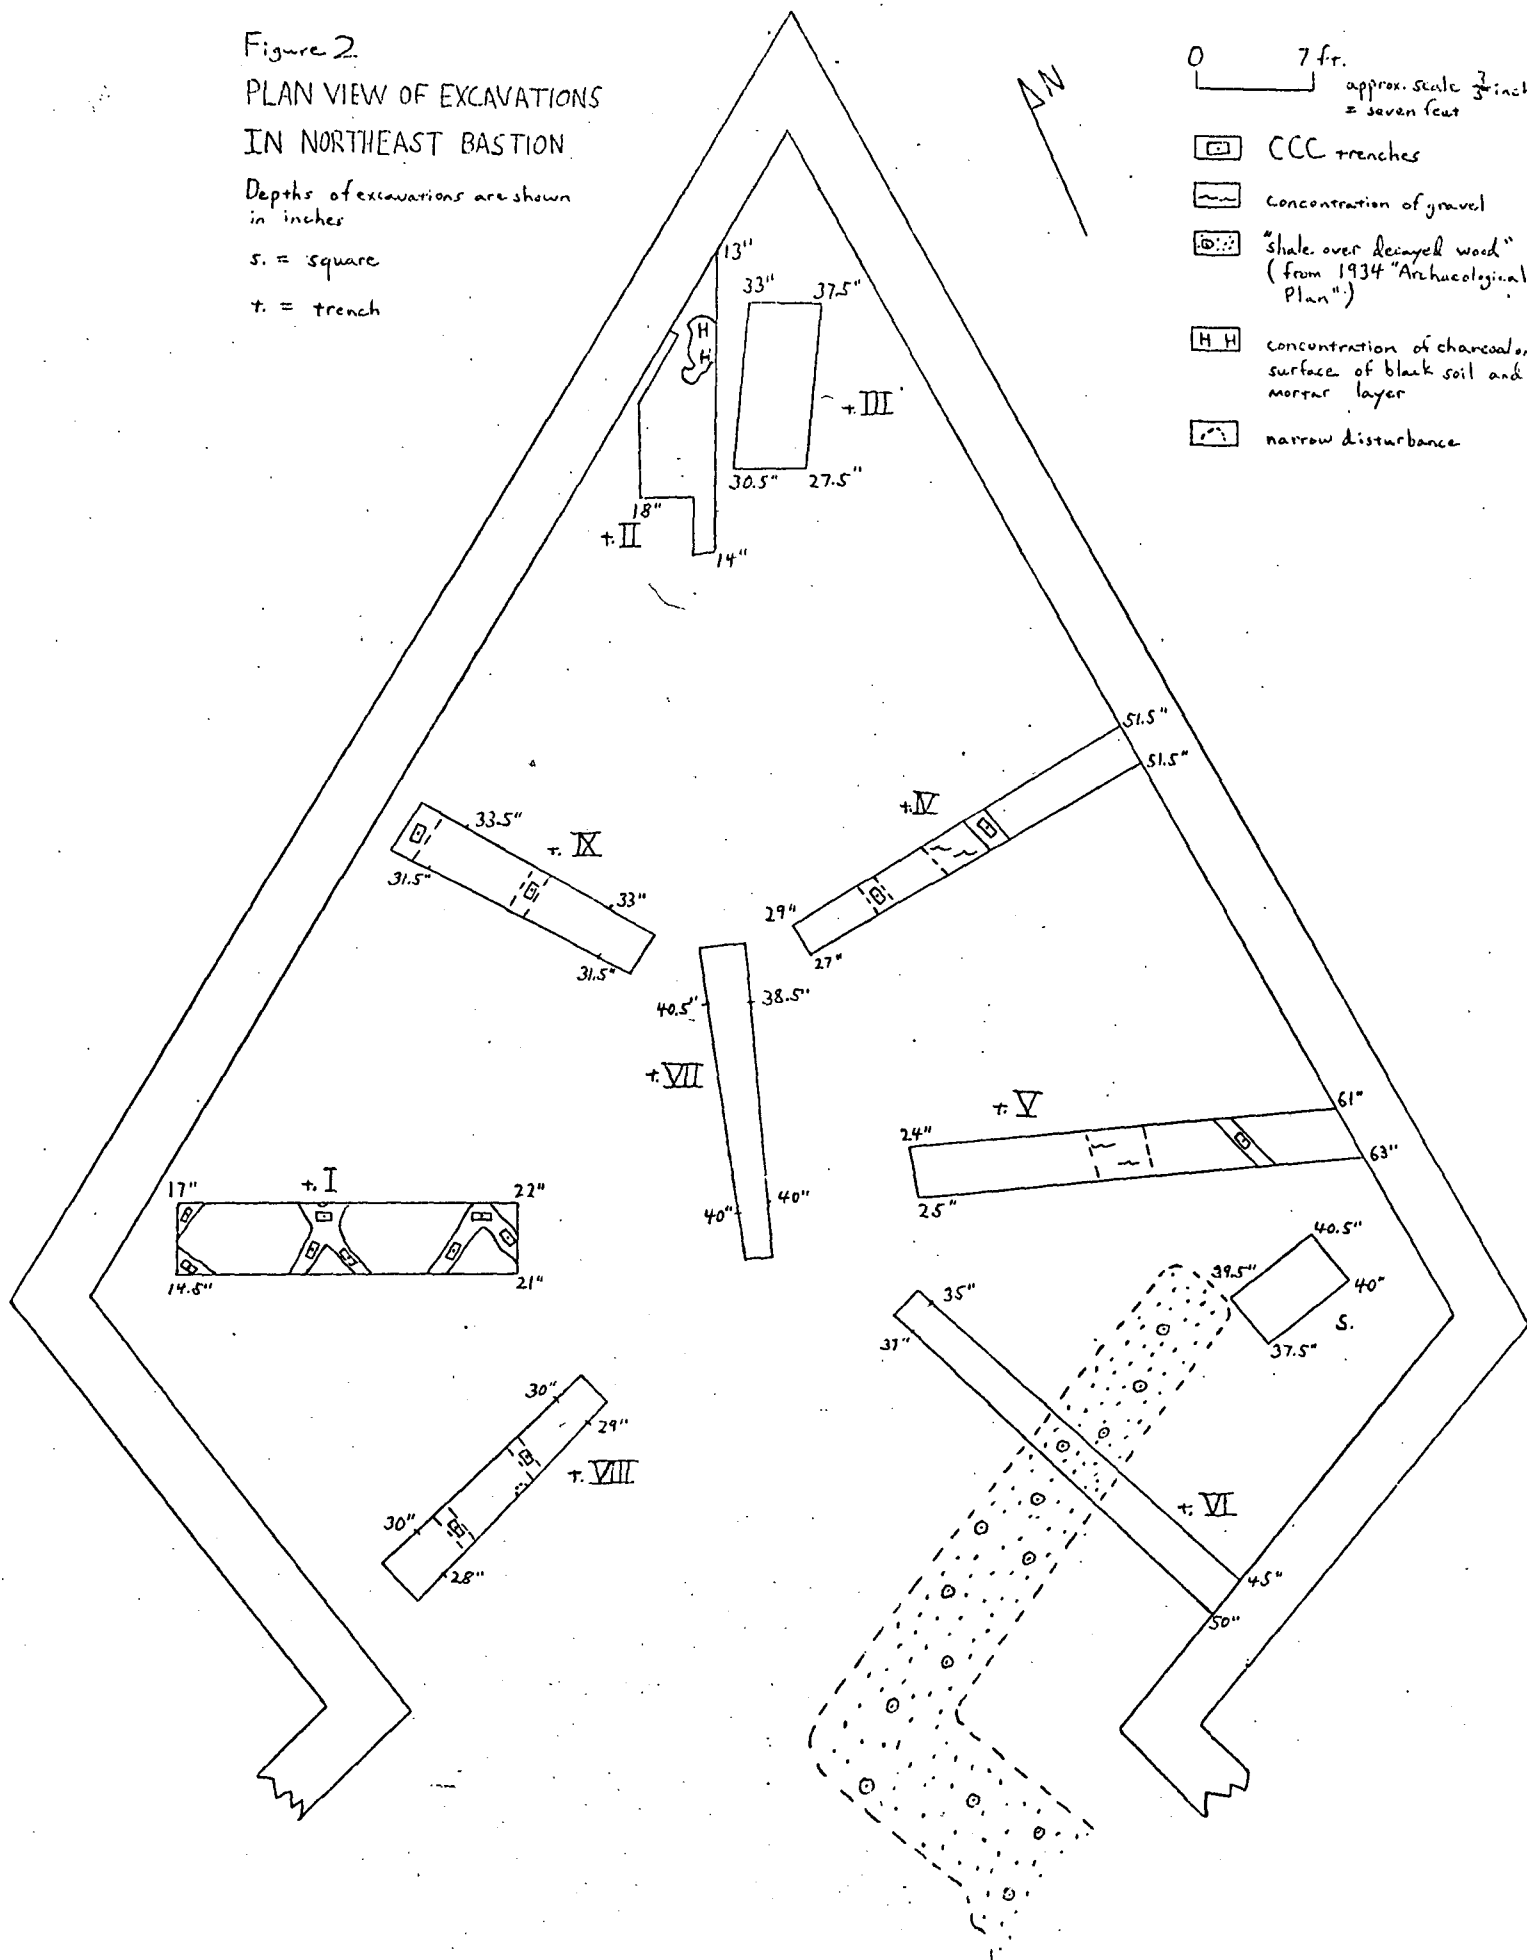 Figure 2
PLAN VIEW OF EXCAVATIONS
IN NORTHEAST BASTION
Depths of excavations are shown
in inches
s. = square
t. = trench
N
0 7 ft.
approx. scale inch
= seven feet
CCC trenches
concentration of gravel
"shale over decayed wood"
(from 1934 "Archaeological
Plan")
H H
concentration of charcoal on
surface of black soil and
mortar layer
narrow disturbance
13"
33" 37.5"
H
H
t. III
30.5" 27.5"
18"
t. II
14"
51.5"
51.5"
t. IV
33.5"
t. IX
31.5"
33"
29"
27"
31.5"
40.5" 38.5"
t. VII
t. V
61"
24"
63"
25"
17" t. I 22"
40" 40"
14.5" 21"
40.5"
39.5"
40"
s.
37.5"
35"
37"
30"
29"
t. VIII
30"
28"
t. VI
45"
50"